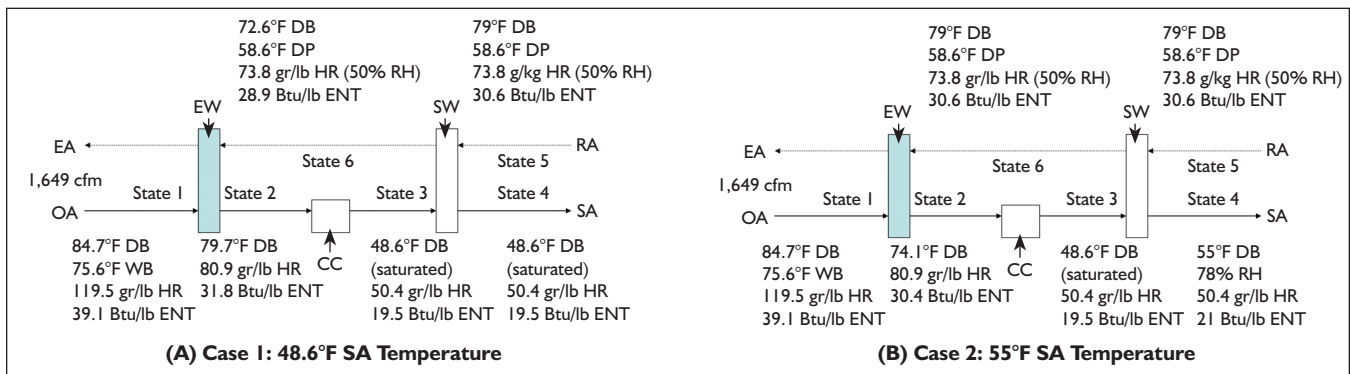 72.6°F DB
58.6°F DP
73.8 gr/lb HR (50% RH)
28.9 Btu/lb ENT
79°F DB
58.6°F DP
73.8 g/kg HR (50% RH)
30.6 Btu/lb ENT
EW
SW
EA
RA
State 6
State 5
1,649 cfm
State 1
State 2
State 3
State 4
OA
SA
CC
84.7°F DB
75.6°F WB
119.5 gr/lb HR
39.1 Btu/lb ENT
79.7°F DB
80.9 gr/lb HR
31.8 Btu/lb ENT
48.6°F DB
(saturated)
50.4 gr/lb HR
19.5 Btu/lb ENT
48.6°F DB
(saturated)
50.4 gr/lb HR
19.5 Btu/lb ENT
(A) Case 1: 48.6°F SA Temperature
79°F DB
58.6°F DP
73.8 gr/lb HR (50% RH)
30.6 Btu/lb ENT
79°F DB
58.6°F DP
73.8 g/kg HR (50% RH)
30.6 Btu/lb ENT
EW
SW
EA
RA
State 6
State 5
1,649 cfm
State 1
State 2
State 3
State 4
OA
SA
CC
84.7°F DB
75.6°F WB
119.5 gr/lb HR
39.1 Btu/lb ENT
74.1°F DB
80.9 gr/lb HR
30.4 Btu/lb ENT
48.6°F DB
(saturated)
50.4 gr/lb HR
19.5 Btu/lb ENT
55°F DB
78% RH
50.4 gr/lb HR
21 Btu/lb ENT
(B) Case 2: 55°F SA Temperature